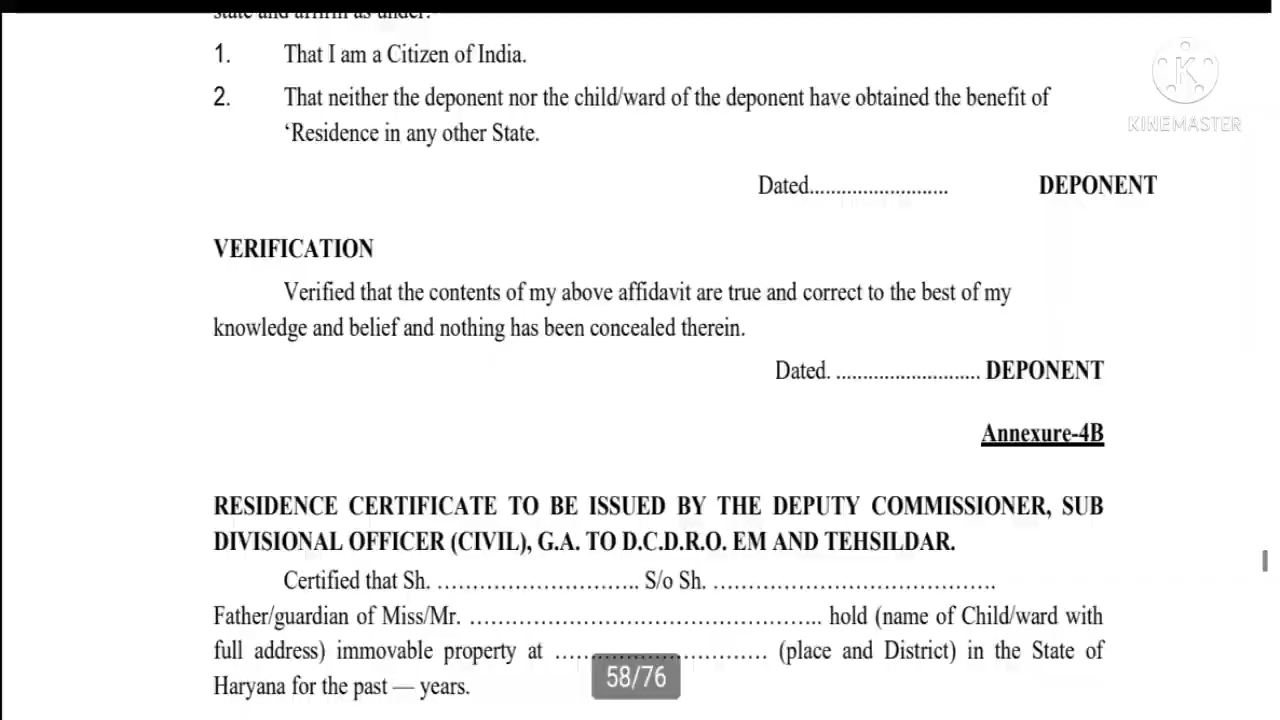 state and affirm as under:
1. That I am a Citizen of India.
2. That neither the deponent nor the child/ward of the deponent have obtained the benefit of
‘Residence in any other State.
Dated.......................... DEPONENT
VERIFICATION
Verified that the contents of my above affidavit are true and correct to the best of my
knowledge and belief and nothing has been concealed therein.
Dated. ........................... DEPONENT
Annexure-4B
RESIDENCE CERTIFICATE TO BE ISSUED BY THE DEPUTY COMMISSIONER, SUB
DIVISIONAL OFFICER (CIVIL), G.A. TO D.C.D.R.O. EM AND TEHSILDAR.
Certified that Sh. ………………………….. S/o Sh. ………………………………….
Father/guardian of Miss/Mr. ………………………………………….. hold (name of Child/ward with
full address) immovable property at ………………………… (place and District) in the State of
Haryana for the past — years.
58/76
KINEMASTER